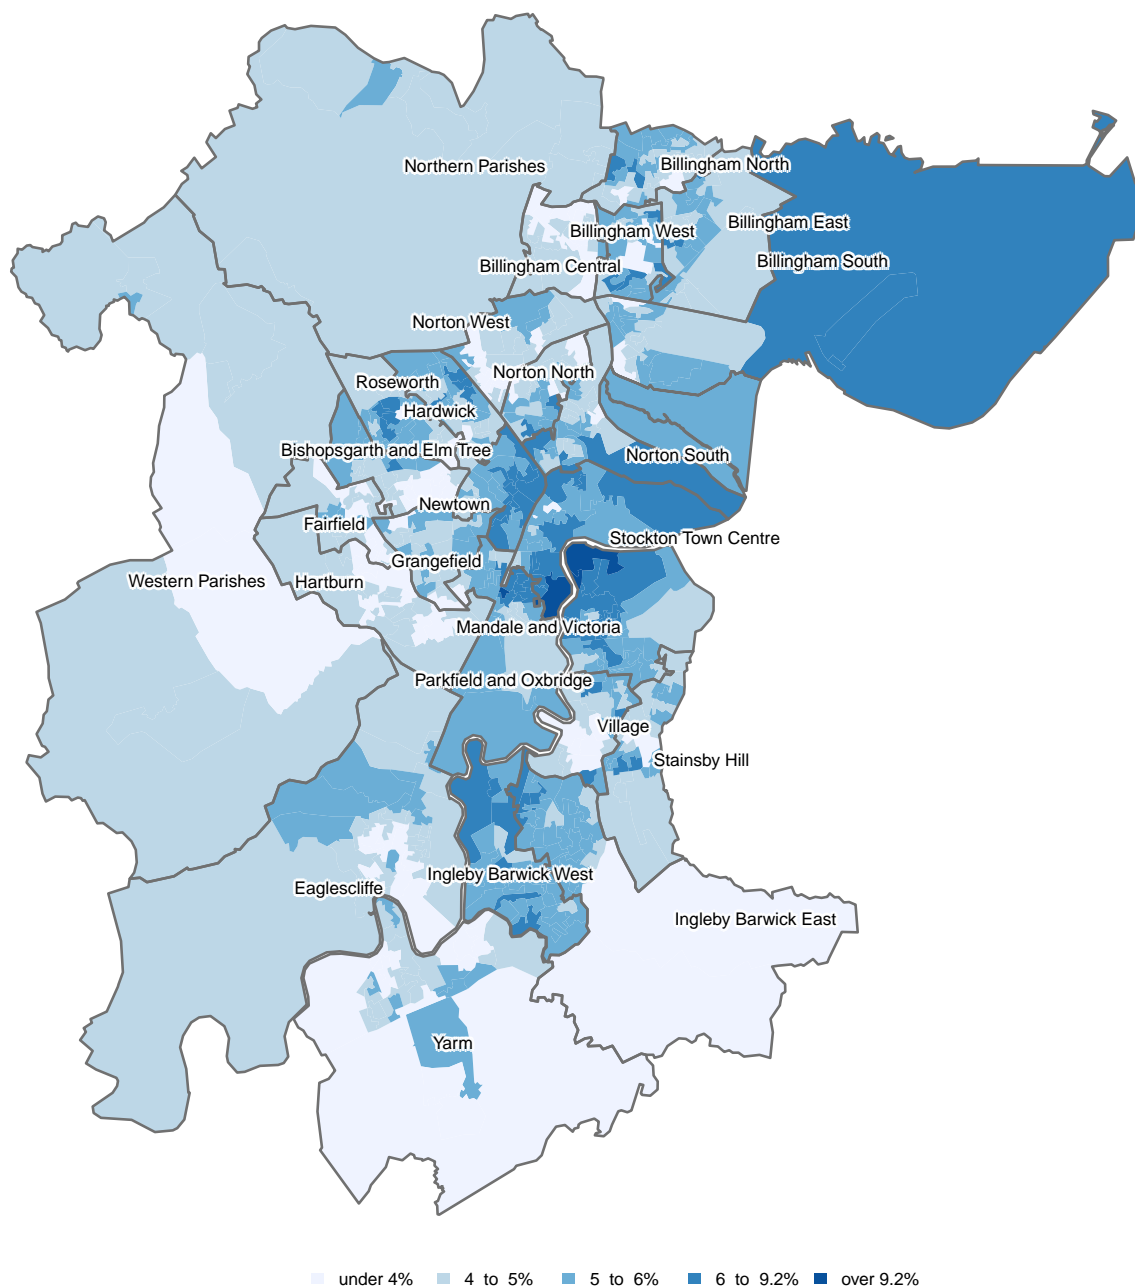 Northern Parishes
Billingham North
Billingham East
Billingham West
Billingham South
Billingham Central
Norton West
Norton North
Roseworth
Hardwick
Bishopsgarth and Elm Tree
Norton South
Newtown
Fairfield
Stockton Town Centre
Grangefield
Western Parishes
Hartburn
Mandale and Victoria
Parkfield and Oxbridge
Village
Stainsby Hill
Ingleby Barwick West
Eaglescliffe
Ingleby Barwick East
Yarm
under 4% 4 to 5% 5 to 6% 6 to 9.2% over 9.2%